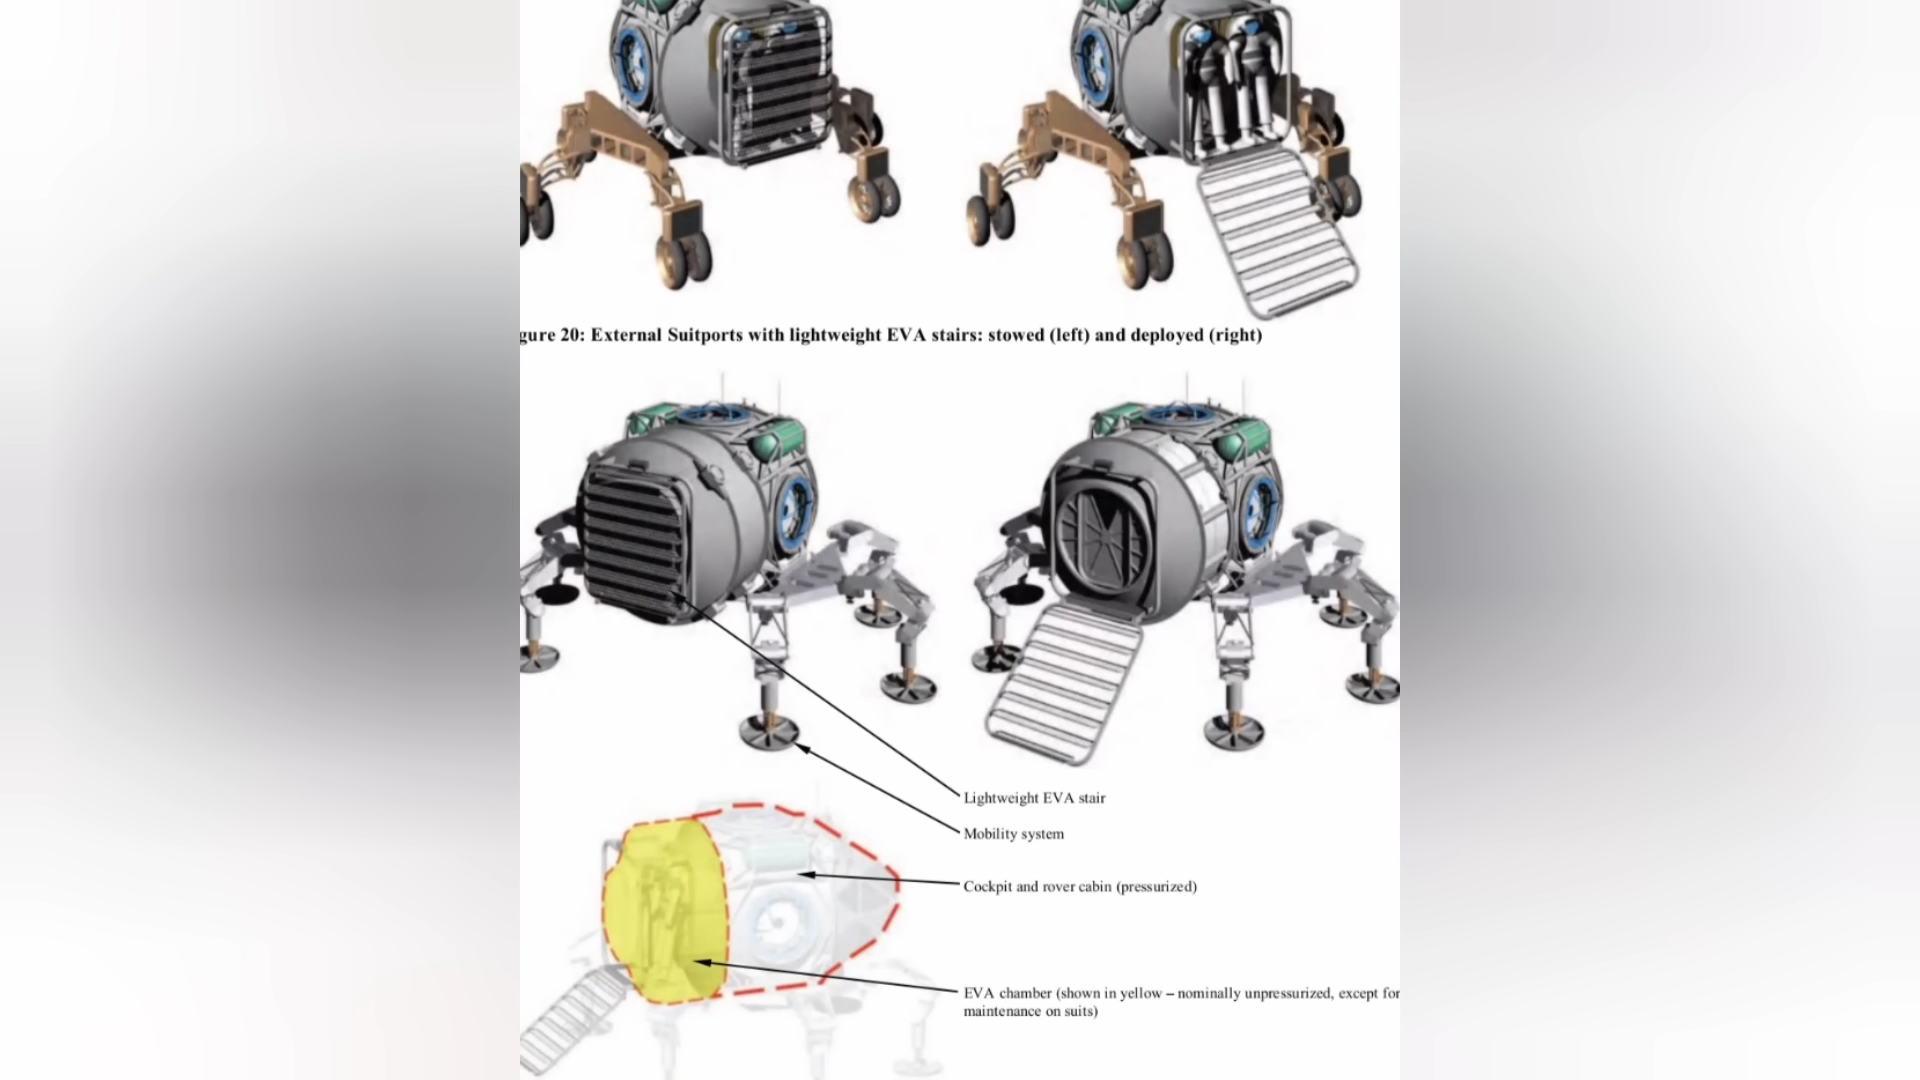 gure 20: External Suitports with lightweight EVA stairs: stowed (left) and deployed (right)
Lightweight EVA stair
Mobility system
Cockpit and rover cabin (pressurized)
EVA chamber (shown in yellow – nominally unpressurized, except for
maintenance on suits)